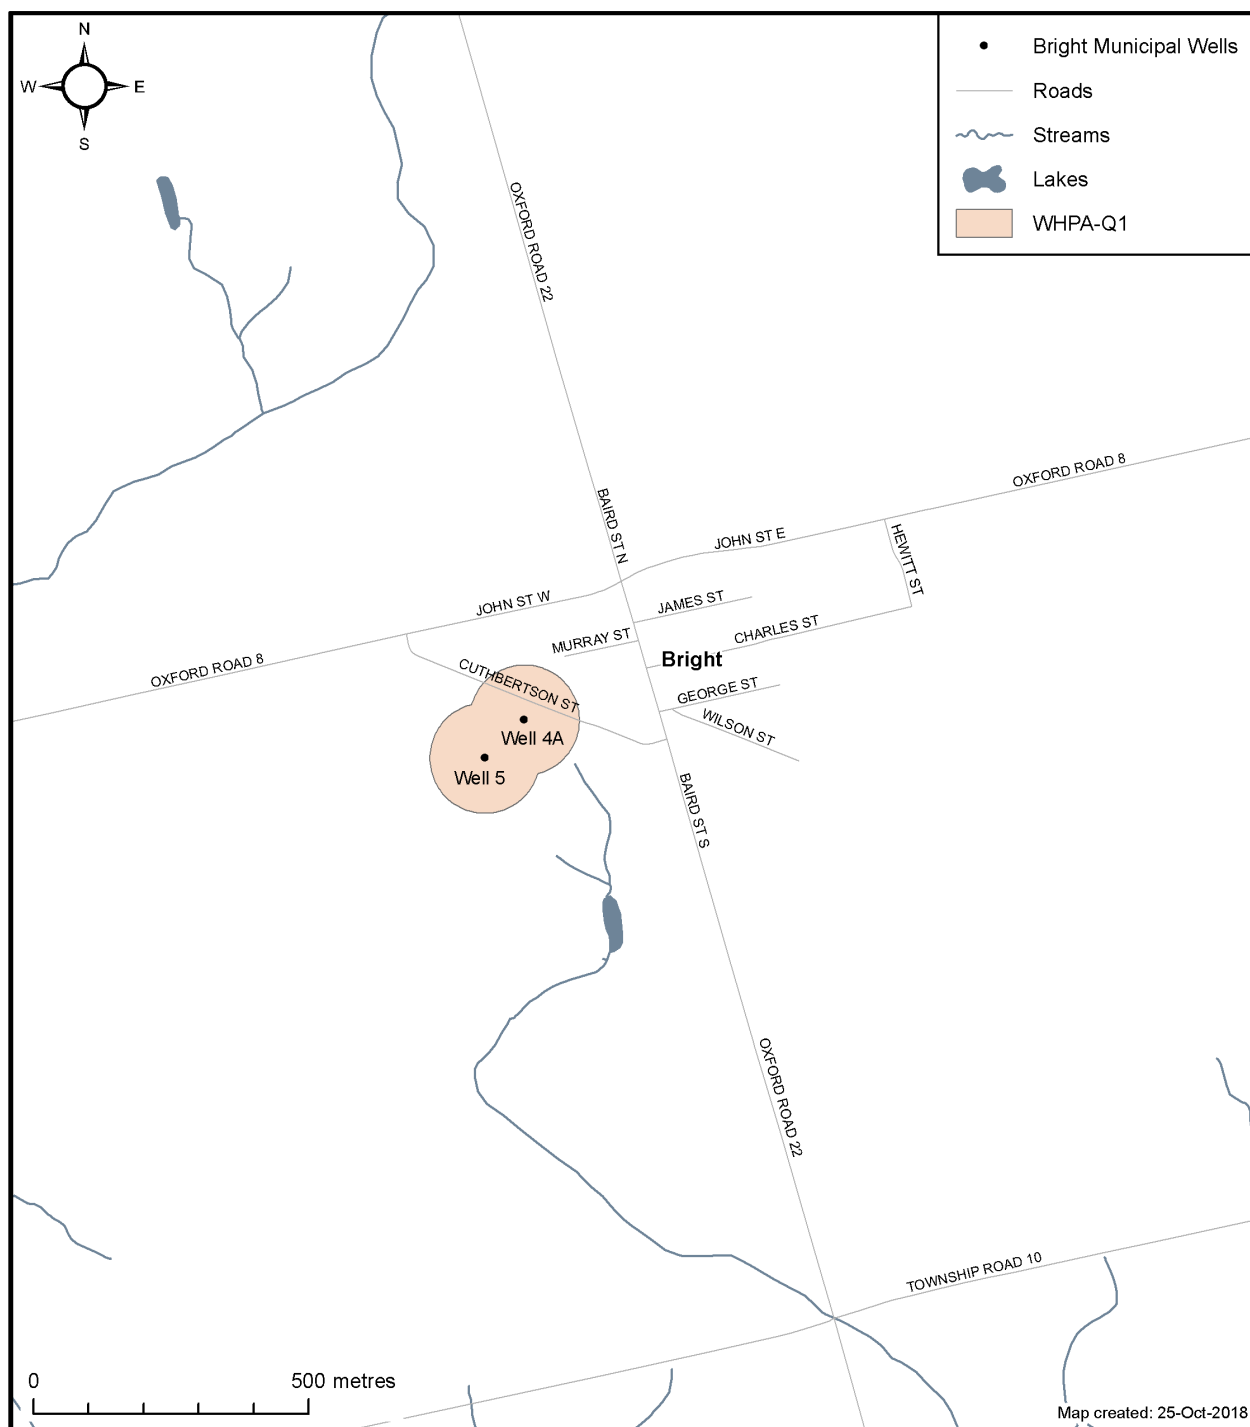 N
W
E
S
Bright Municipal Wells
Roads
Streams
Lakes
WHPA-Q1
OXFORD ROAD 22
OXFORD ROAD 8
BAIRD ST N
JOHN ST E
HEWITT ST
JOHN ST W
JAMES ST
CHARLES ST
MURRAY ST
Bright
OXFORD ROAD 8
CUTHBERTSON ST
GEORGE ST
WILSON ST
Well 4A
Well 5
BAIRD ST S
OXFORD ROAD 22
TOWNSHIP ROAD 10
0
500 metres
Map created: 25-Oct-2018